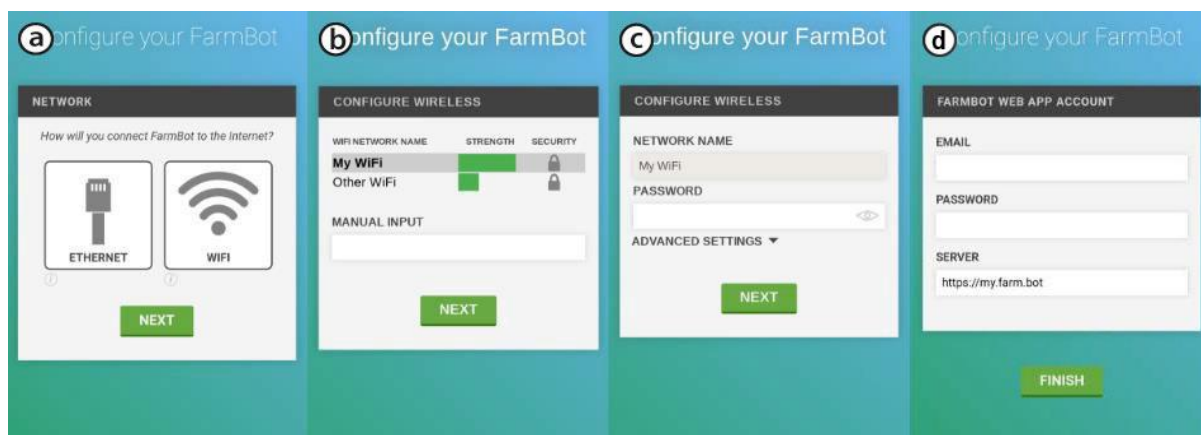 a
onfigure your FarmBot
NETWORK
How will you connect FarmBot to the Internet?
ETHERNET
WIFI
NEXT
b
onfigure your FarmBot
CONFIGURE WIRELESS
WIFI NETWORK NAME STRENGTH SECURITY
My WiFi
Other WiFi
MANUAL INPUT
NEXT
c
onfigure your FarmBot
CONFIGURE WIRELESS
NETWORK NAME
My WiFi
PASSWORD
ADVANCED SETTINGS ▼
NEXT
d
onfigure your FarmBot
FARMBOT WEB APP ACCOUNT
EMAIL
PASSWORD
SERVER
https://my.farm.bot
FINISH